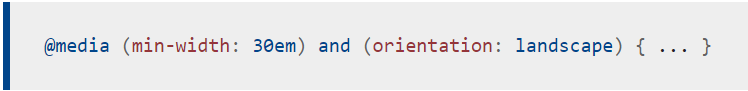 @media (min-width: 30em) and (orientation: landscape) { ... }